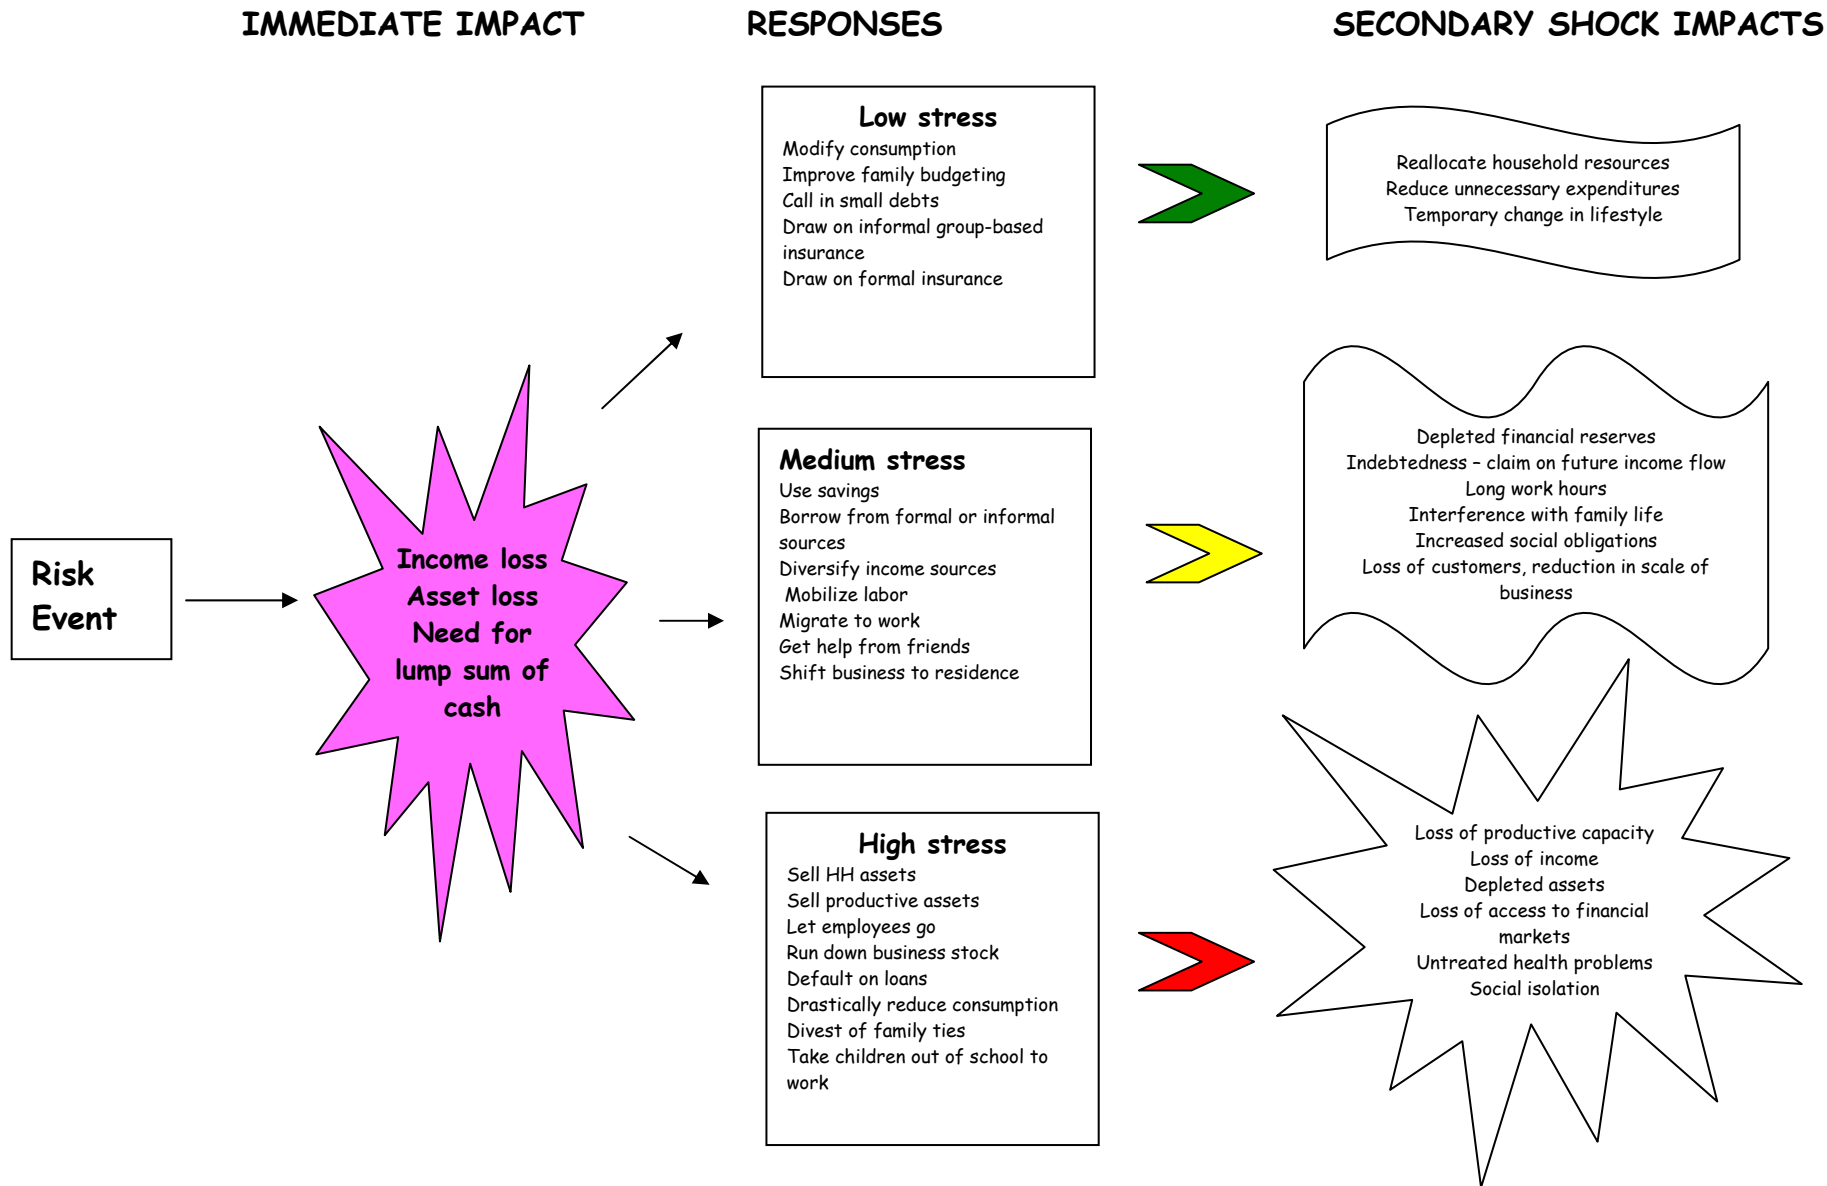 IMMEDIATE IMPACT
RESPONSES
SECONDARY SHOCK IMPACTS
Risk
Event
Income loss
Asset loss
Need for
lump sum of
cash
Low stress
Modify consumption
Improve family budgeting
Call in small debts
Draw on informal group-based
insurance
Draw on formal insurance
Reallocate household resources
Reduce unnecessary expenditures
Temporary change in lifestyle
Medium stress
Use savings
Borrow from formal or informal
sources
Diversify income sources
Mobilize labor
Migrate to work
Get help from friends
Shift business to residence
Depleted financial reserves
Indebtedness – claim on future income flow
Long work hours
Interference with family life
Increased social obligations
Loss of customers, reduction in scale of
business
High stress
Sell HH assets
Sell productive assets
Let employees go
Run down business stock
Default on loans
Drastically reduce consumption
Divest of family ties
Take children out of school to
work
Loss of productive capacity
Loss of income
Depleted assets
Loss of access to financial
markets
Untreated health problems
Social isolation